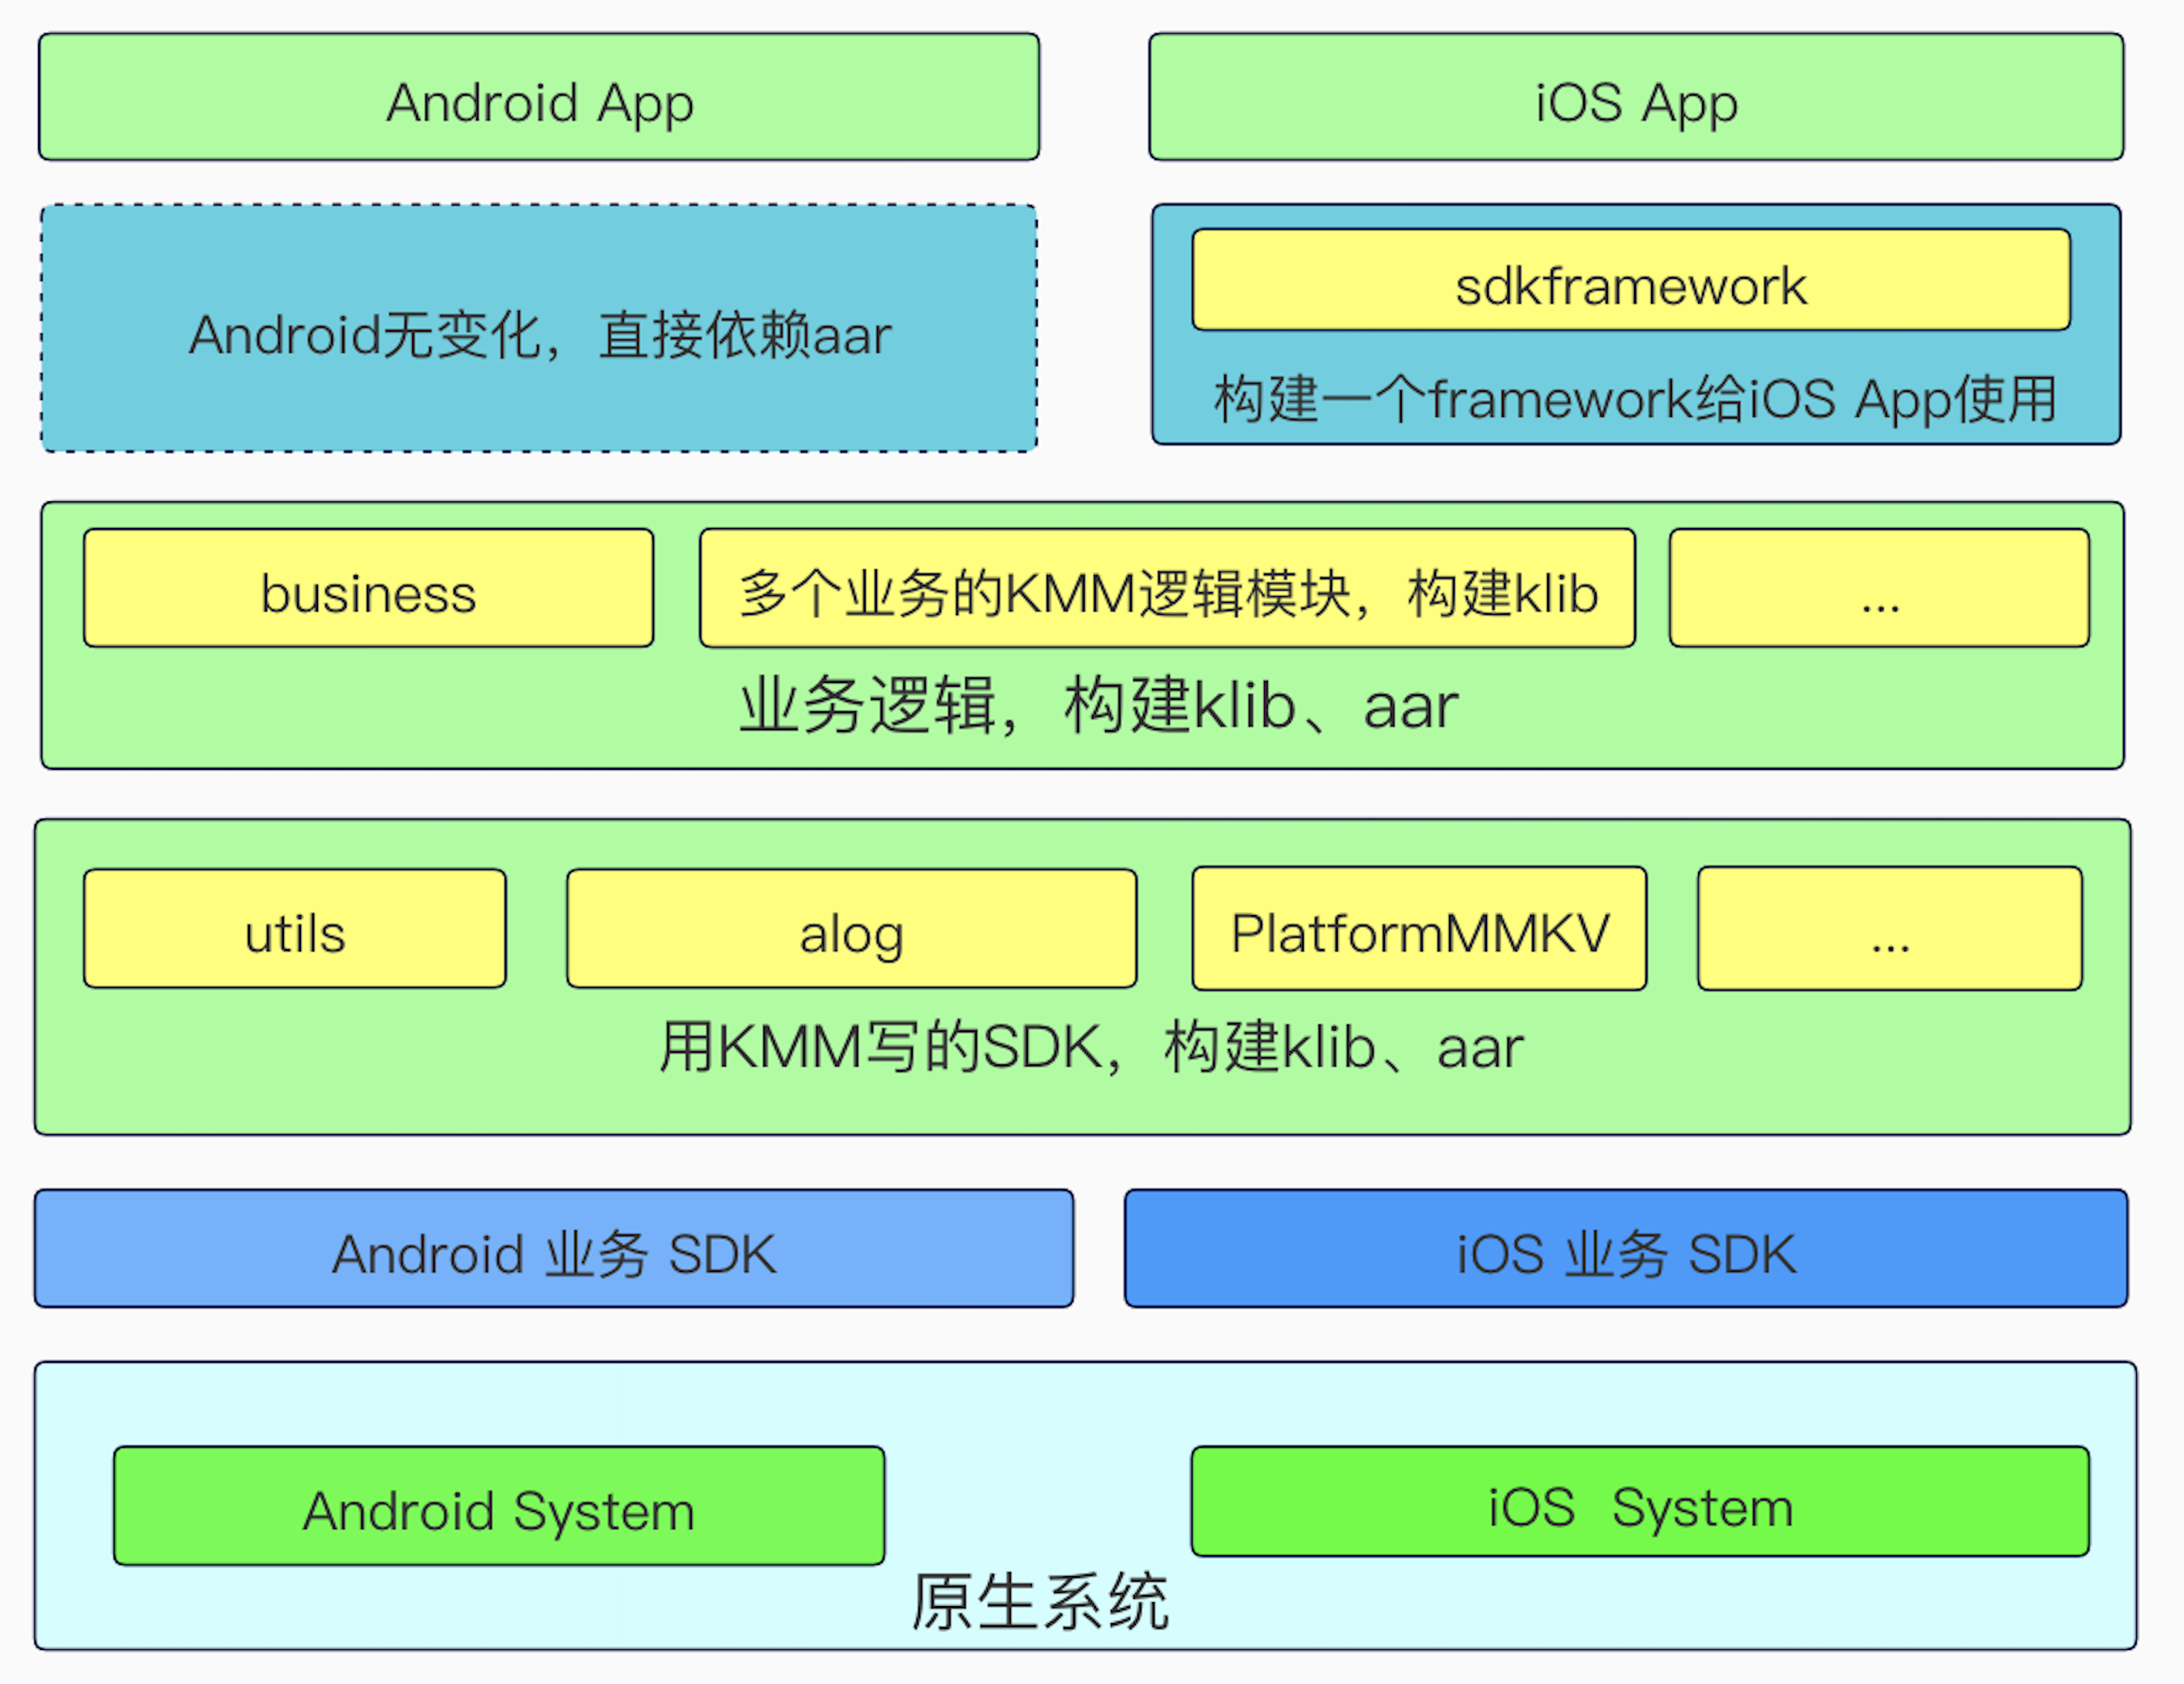 Android App
iOS App
Android无变化，直接依赖aar
sdkframework
构建一个framework给iOS App使用
business
多个业务的KMM逻辑模块，构建klib
...
业务逻辑，构建klib、aar
utils
alog
PlatformMMKV
...
用KMM写的SDK，构建klib、aar
Android 业务 SDK
iOS 业务 SDK
Android System
iOS System
原生系统